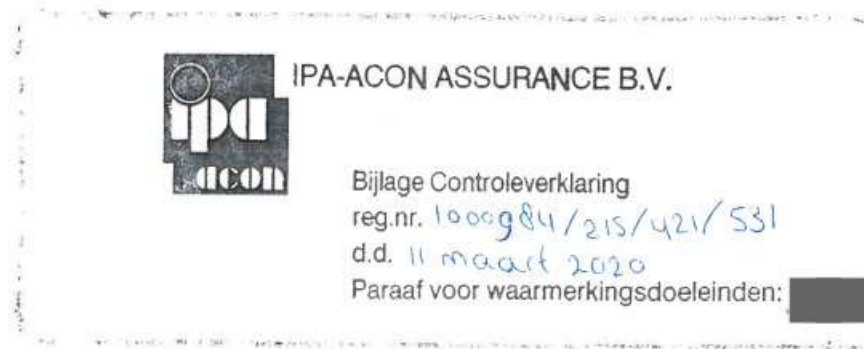 ipa
acon
IPA-ACON ASSURANCE B.V.
Bijlage Controleverklaring
reg.nr. 1000984/215/421/531
d.d. 11 maart 2020
Paraaf voor waarmerkingsdoeleinden: